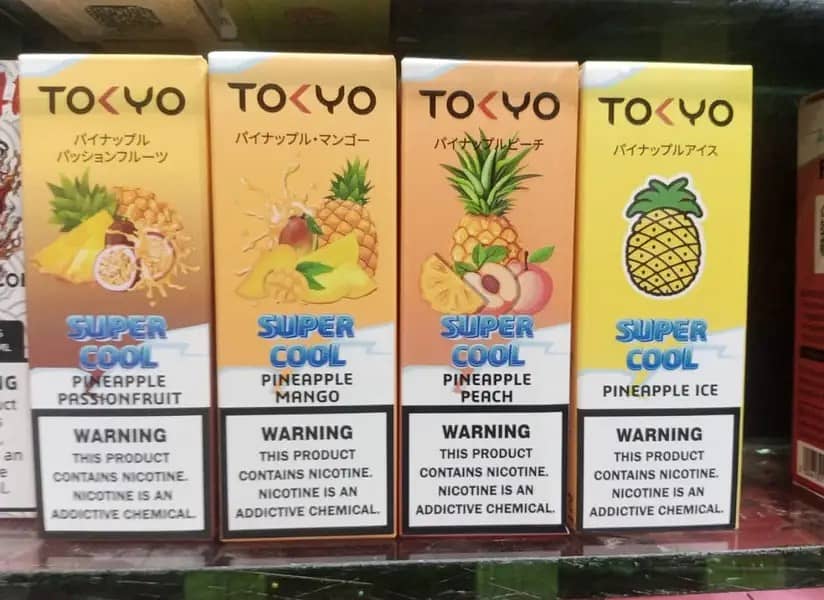 TOKYO
パイナップル
パッションフルーツ
SUPER
COOL
PINEAPPLE
PASSIONFRUIT
WARNING
THIS PRODUCT
CONTAINS NICOTINE.
NICOTINE IS AN
ADDICTIVE CHEMICAL.
TOKYO
パイナップル・マンゴー
SUPER
COOL
PINEAPPLE
MANGO
WARNING
THIS PRODUCT
CONTAINS NICOTINE.
NICOTINE IS AN
ADDICTIVE CHEMICAL.
TOKYO
パイナップルピーチ
SUPER
COOL
PINEAPPLE
PEACH
WARNING
THIS PRODUCT
CONTAINS NICOTINE.
NICOTINE IS AN
ADDICTIVE CHEMICAL.
TOKYO
パイナップルアイス
SUPER
COOL
PINEAPPLE ICE
WARNING
THIS PRODUCT
CONTAINS NICOTINE.
NICOTINE IS AN
ADDICTIVE CHEMICAL.